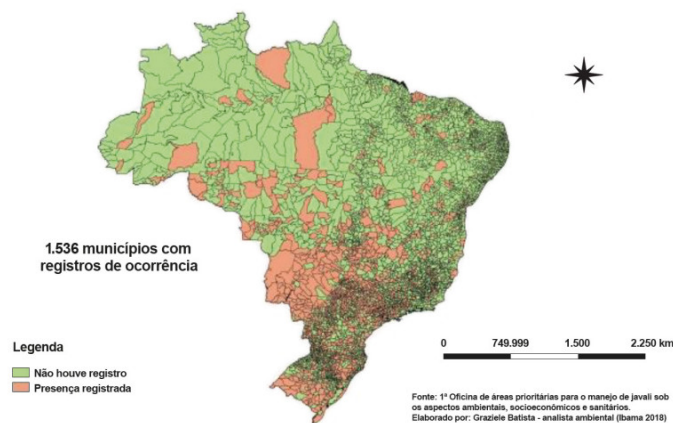 1.536 municípios com
registros de ocorrência
Legenda
Não houve registro
Presença registrada
0 749.999 1.500 2.250 km
Fonte: 1ª Oficina de áreas prioritárias para o manejo de javali sob
os aspectos ambientais, socioeconômicos e sanitários.
Elaborado por: Graziele Batista - analista ambiental (Ibama 2018)